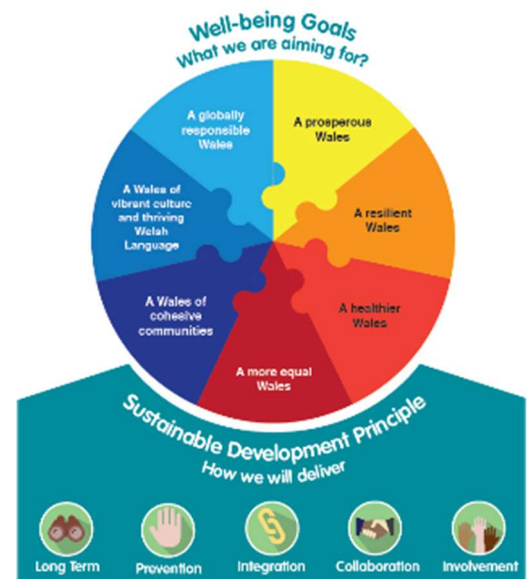 Well-being Goals
What we are aiming for?
A globally
responsible
Wales
A prosperous
Wales
A Wales of
vibrant culture
and thriving
Welsh
Language
A resilient
Wales
A Wales of
cohesive
communities
A healthier
Wales
A more equal
Wales
Sustainable Development Principle
How we will deliver
Long Term
Prevention
Integration
Collaboration
Involvement